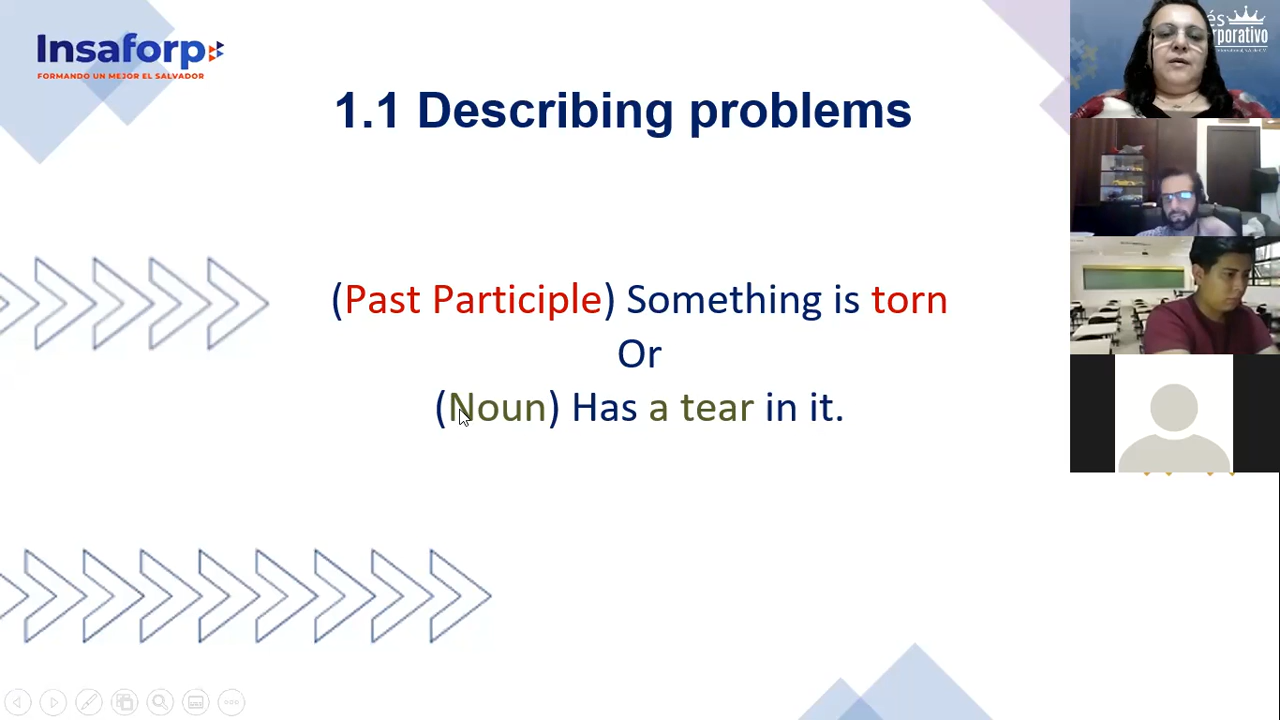 Insaforp
FORMANDO UN MEJOR EL SALVADOR
1.1 Describing problems
(Past Participle) Something is torn
Or
(Noun) Has a tear in it.